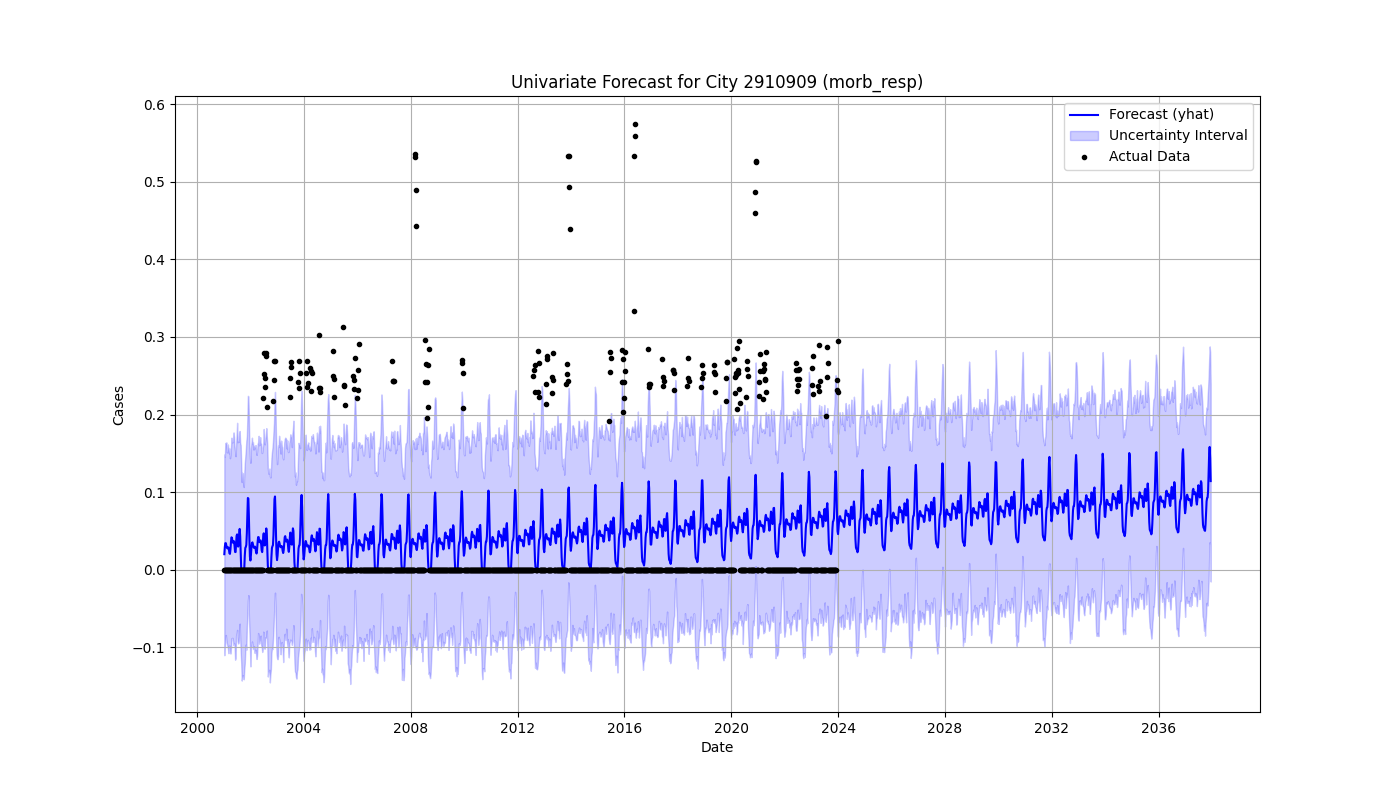 Univariate Forecast for City 2910909 (morb_resp)
Forecast (yhat)
Uncertainty Interval
Actual Data
Cases
0.6
0.5
0.4
0.3
0.2
0.1
0.0
−0.1
2000 2004 2008 2012 2016 2020 2024 2028 2032 2036
Date